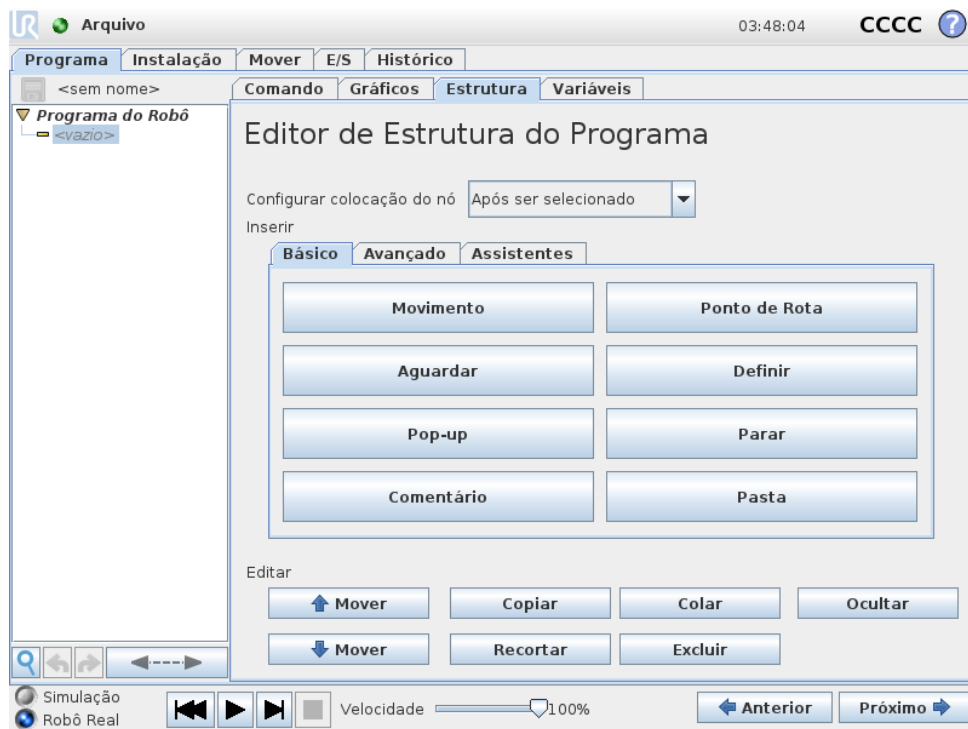 UR Arquivo 03:48:04 CCCC ?
Programa Instalação Mover E/S Histórico
<sem nome> Comando Gráficos Estrutura Variáveis
Programa do Robô
<vazio>
Editor de Estrutura do Programa
Configurar colocação do nó Após ser selecionado
Inserir
Básico Avançado Assistentes
Movimento Ponto de Rota
Aguardar Definir
Pop-up Parar
Comentário Pasta
Editar
Mover Copiar Colar Ocultar
Mover Recortar Excluir
Simulação
Robô Real
Velocidade 100% Anterior Próximo